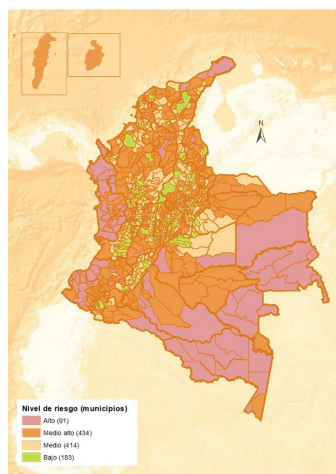 N
Nivel de riesgo (municipios)
Alto (91)
Medio alto (434)
Medio (414)
Bajo (183)